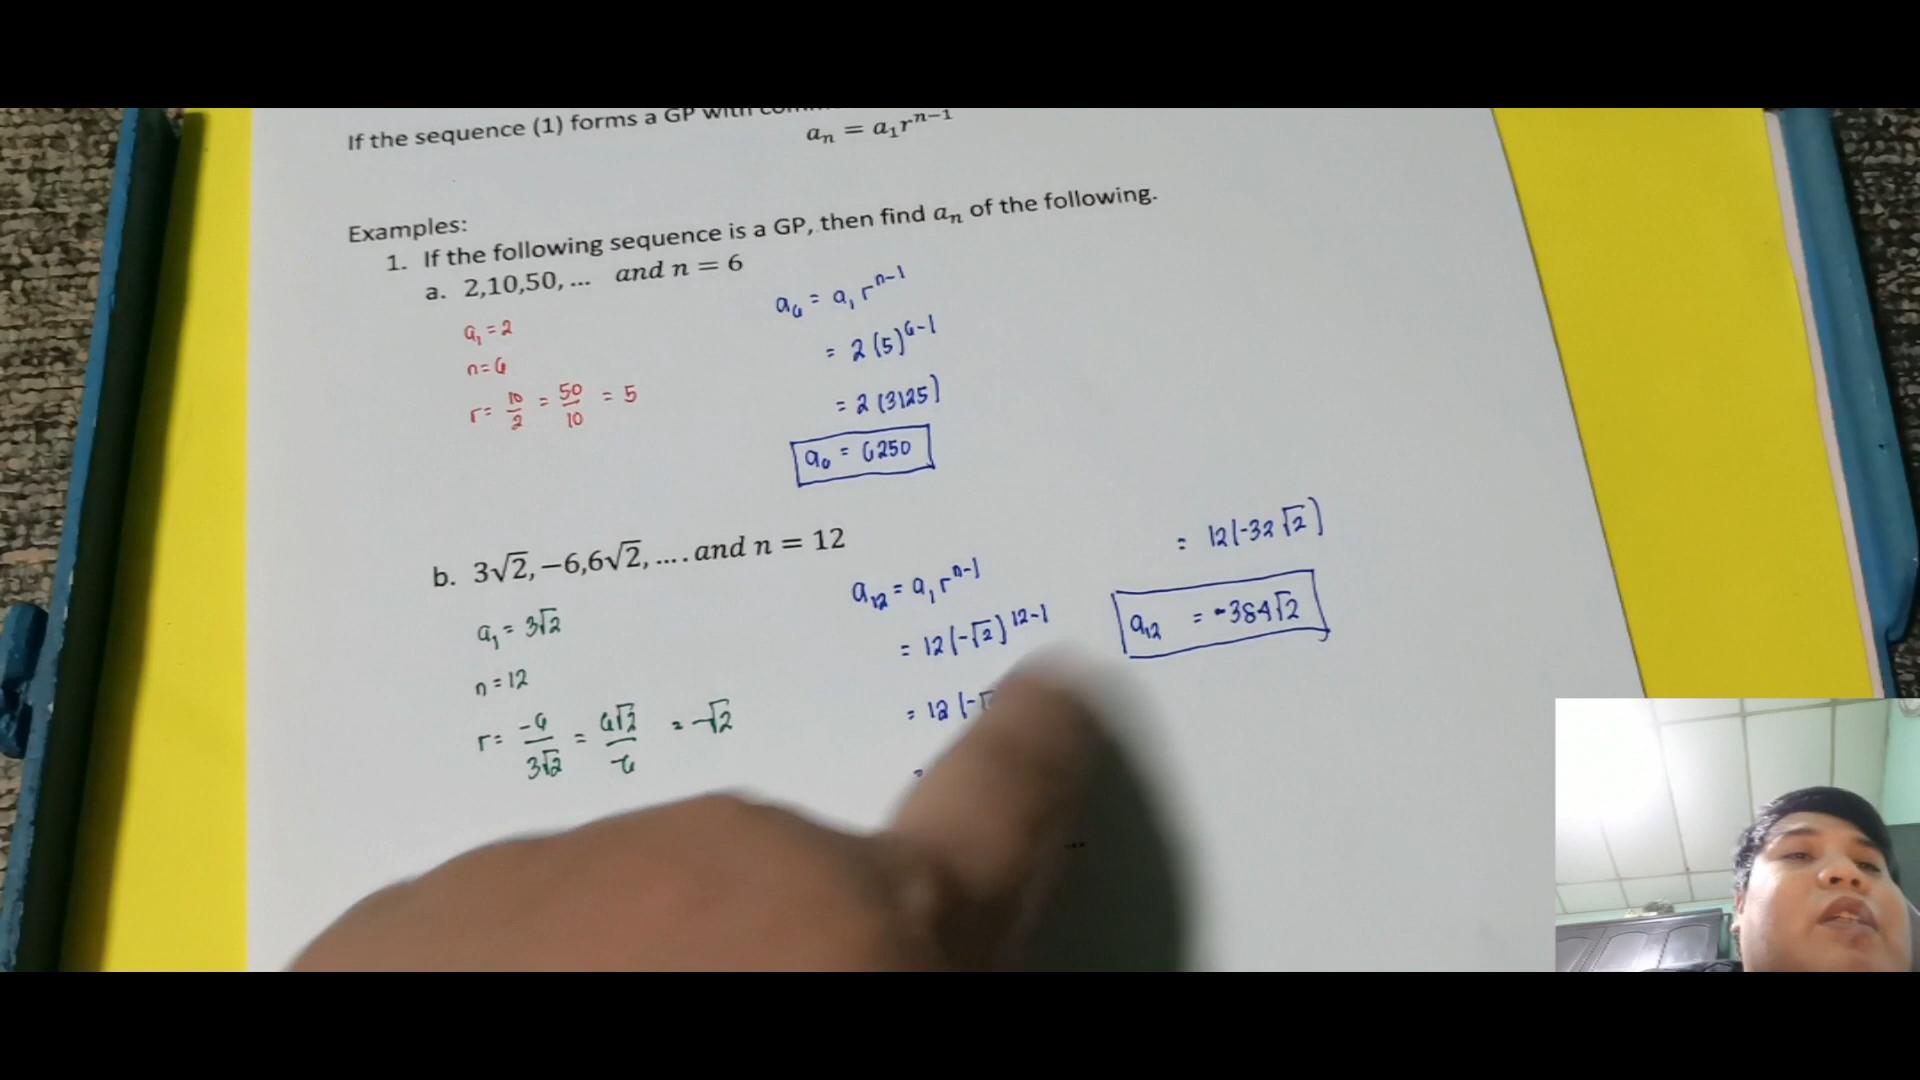 If the sequence (1) forms a GP with
aₙ = a₁rⁿ⁻¹
Examples:
1. If the following sequence is a GP, then find aₙ of the following.
a. 2,10,50, ... and n = 6
a₁ = 2
n = 6
r = 10/2 = 50/10 = 5
a₆ = a₁ rⁿ⁻¹
= 2 (5)⁶⁻¹
= 2 (3125)
a₆ = 6250
b. 3√2, −6,6√2, .... and n = 12
a₁ = 3√2
n = 12
r = -6/3√2 = 6√2/-6 = -√2
a₁₂ = a₁ rⁿ⁻¹
= 12 (-√2)¹²⁻¹
= 12 (-√
=
= 12(-32√2)
a₁₂ = -384√2